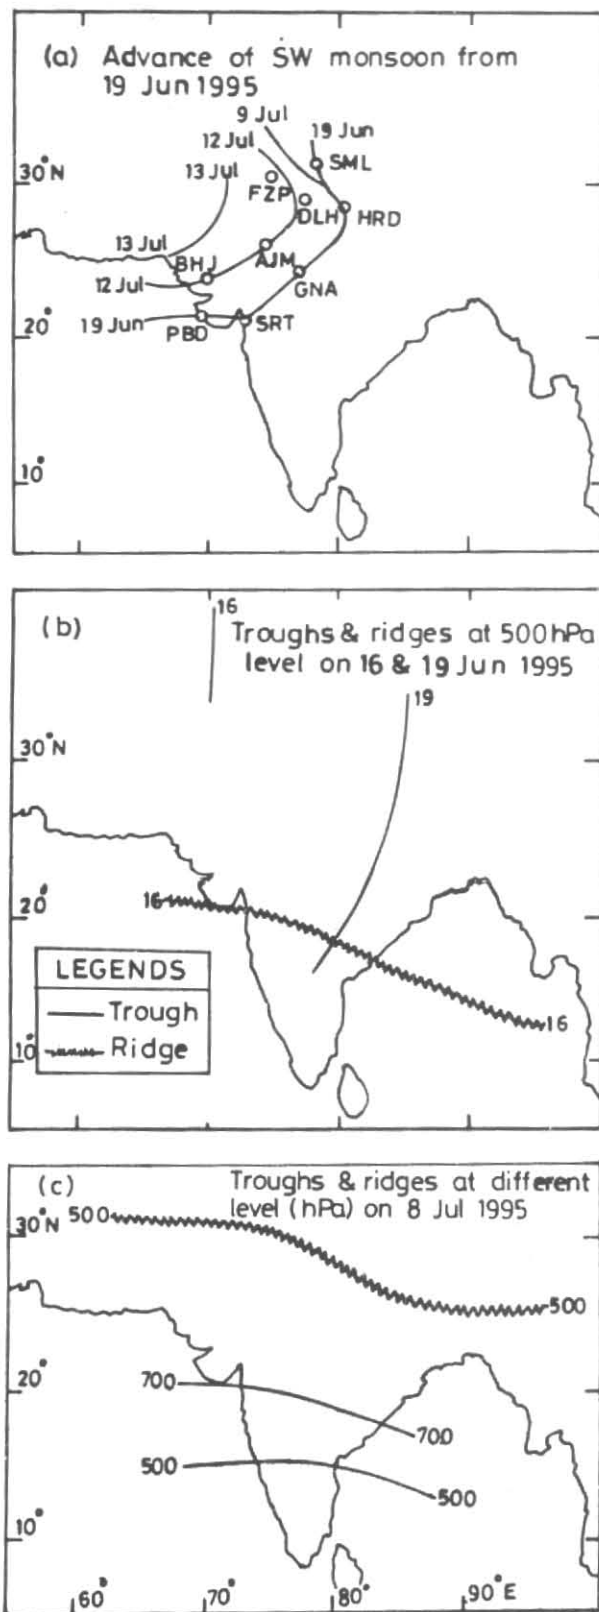 (a) Advance of SW monsoon from
19 Jun 1995
9 Jul
19 Jun
12 Jul
SML
30°N
13 Jul
FZP
DLH
HRD
13 Jul
BHJ
AJM
12 Jul
GNA
19 Jun
20°
PBD
SRT
10°
(b)
16
Troughs & ridges at 500hPa
level on 16 & 19 Jun 1995
19
30°N
20°
16
LEGENDS
Trough
Ridge
16
10°
(c)
Troughs & ridges at different
level (hPa) on 8 Jul 1995
30°N
500
500
20°
700
700
500
500
10°
60°
70°
80°
90°E